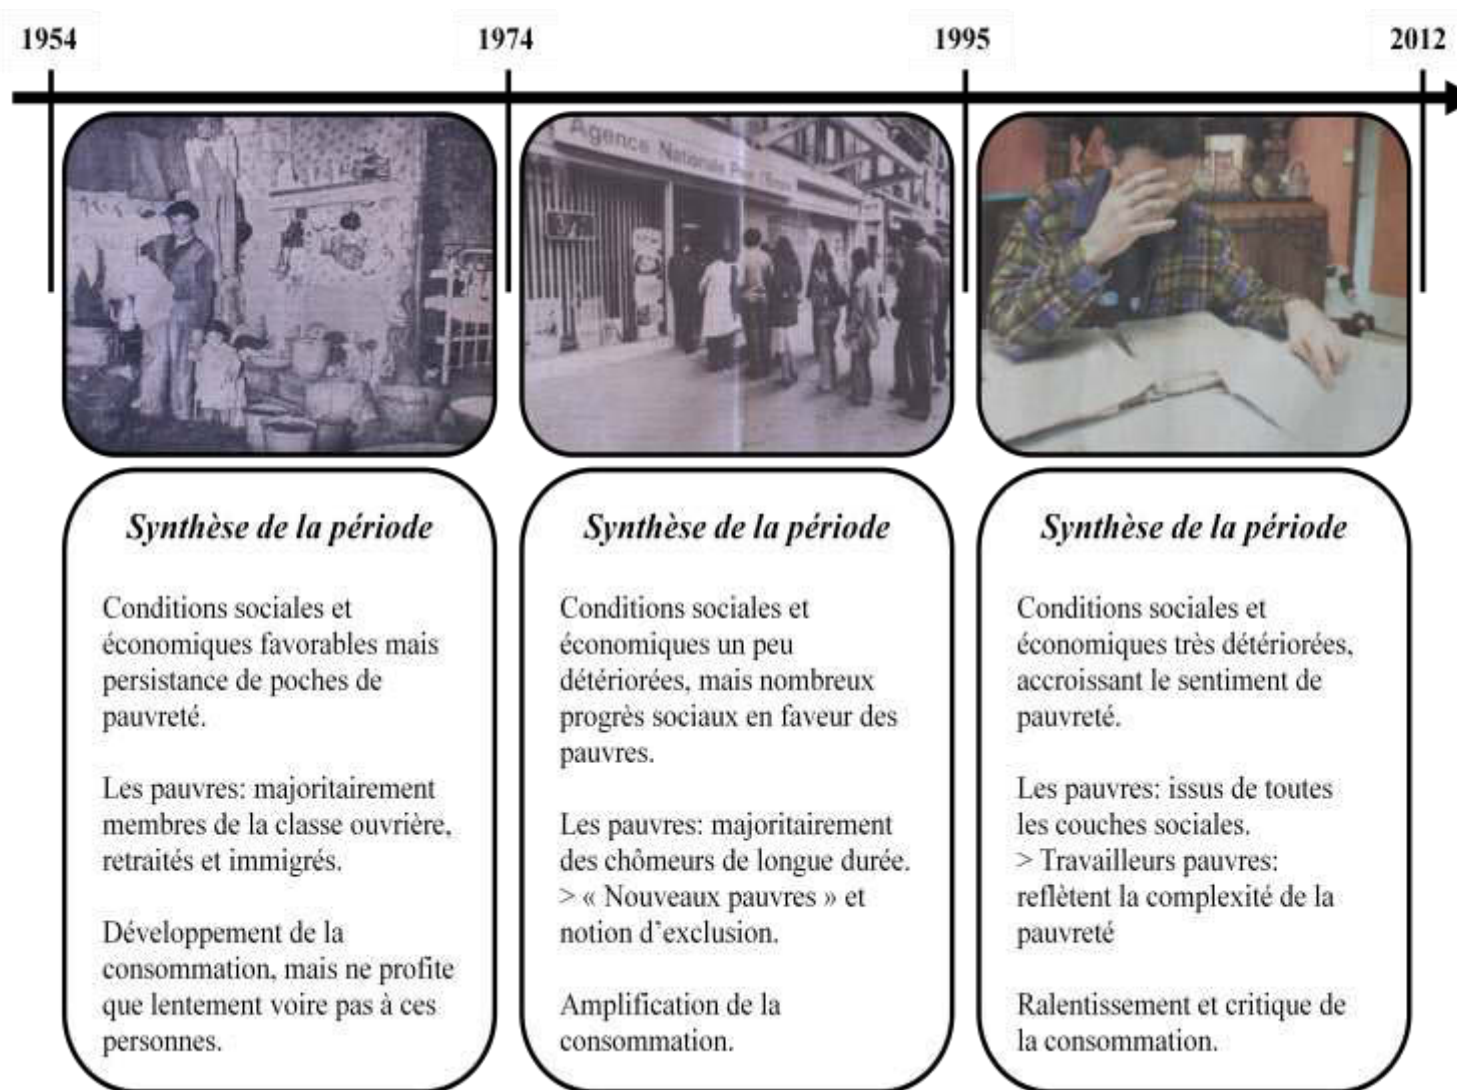 1954
1974
1995
2012
Agence Nationale Pour
Synthèse de la période
Conditions sociales et
économiques favorables mais
persistance de poches de
pauvreté.
Les pauvres: majoritairement
membres de la classe ouvrière,
retraités et immigrés.
Développement de la
consommation, mais ne profite
que lentement voire pas à ces
personnes.
Synthèse de la période
Conditions sociales et
économiques un peu
détériorées, mais nombreux
progrès sociaux en faveur des
pauvres.
Les pauvres: majoritairement
des chômeurs de longue durée.
> « Nouveaux pauvres » et
notion d’exclusion.
Amplification de la
consommation.
Synthèse de la période
Conditions sociales et
économiques très détériorées,
accroissant le sentiment de
pauvreté.
Les pauvres: issus de toutes
les couches sociales.
> Travailleurs pauvres:
reflètent la complexité de la
pauvreté
Ralentissement et critique de
la consommation.